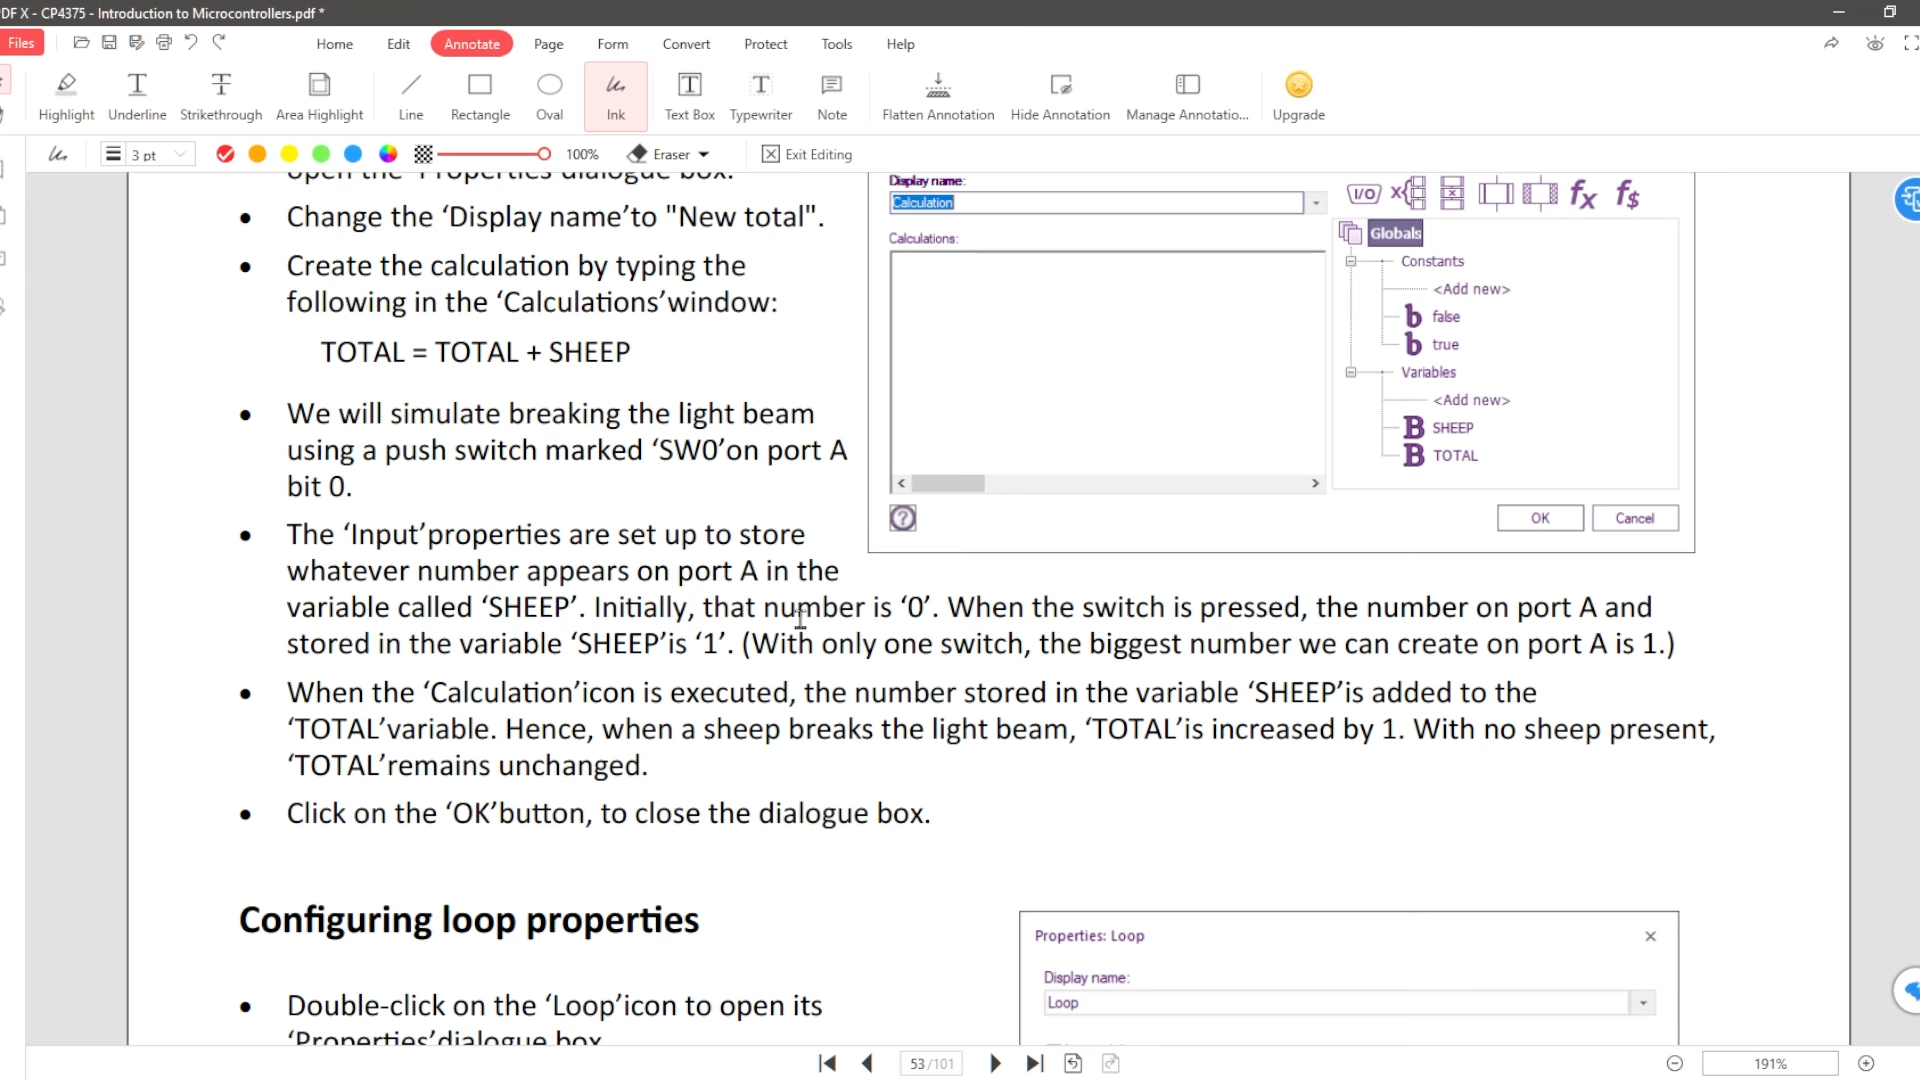 DF X - CP4375 - Introduction to Microcontrollers.pdf *
Files Home Edit Annotate Page Form Convert Protect Tools Help
Highlight Underline Strikethrough Area Highlight Line Rectangle Oval Ink Text Box Typewriter Note Flatten Annotation Hide Annotation Manage Annotatio... Upgrade
3 pt 100% Eraser Exit Editing
open the 'Properties' dialogue box.
• Change the ‘Display name’to "New total".
• Create the calculation by typing the
following in the ‘Calculations’window:
TOTAL = TOTAL + SHEEP
• We will simulate breaking the light beam
using a push switch marked ‘SW0’on port A
bit 0.
• The ‘Input’properties are set up to store
whatever number appears on port A in the
variable called ‘SHEEP’. Initially, that number is ‘0’. When the switch is pressed, the number on port A and
stored in the variable ‘SHEEP’is ‘1’. (With only one switch, the biggest number we can create on port A is 1.)
• When the ‘Calculation’icon is executed, the number stored in the variable ‘SHEEP’is added to the
‘TOTAL’variable. Hence, when a sheep breaks the light beam, ‘TOTAL’is increased by 1. With no sheep present,
‘TOTAL’remains unchanged.
• Click on the ‘OK’button, to close the dialogue box.
Display name:
Calculation
Calculations:
I/O x fx f$
Globals
Constants
<Add new>
b false
b true
Variables
<Add new>
B SHEEP
B TOTAL
OK Cancel
Configuring loop properties
• Double-click on the ‘Loop’icon to open its
‘Properties’dialogue box
Properties: Loop
Display name:
Loop
53 /101
191%